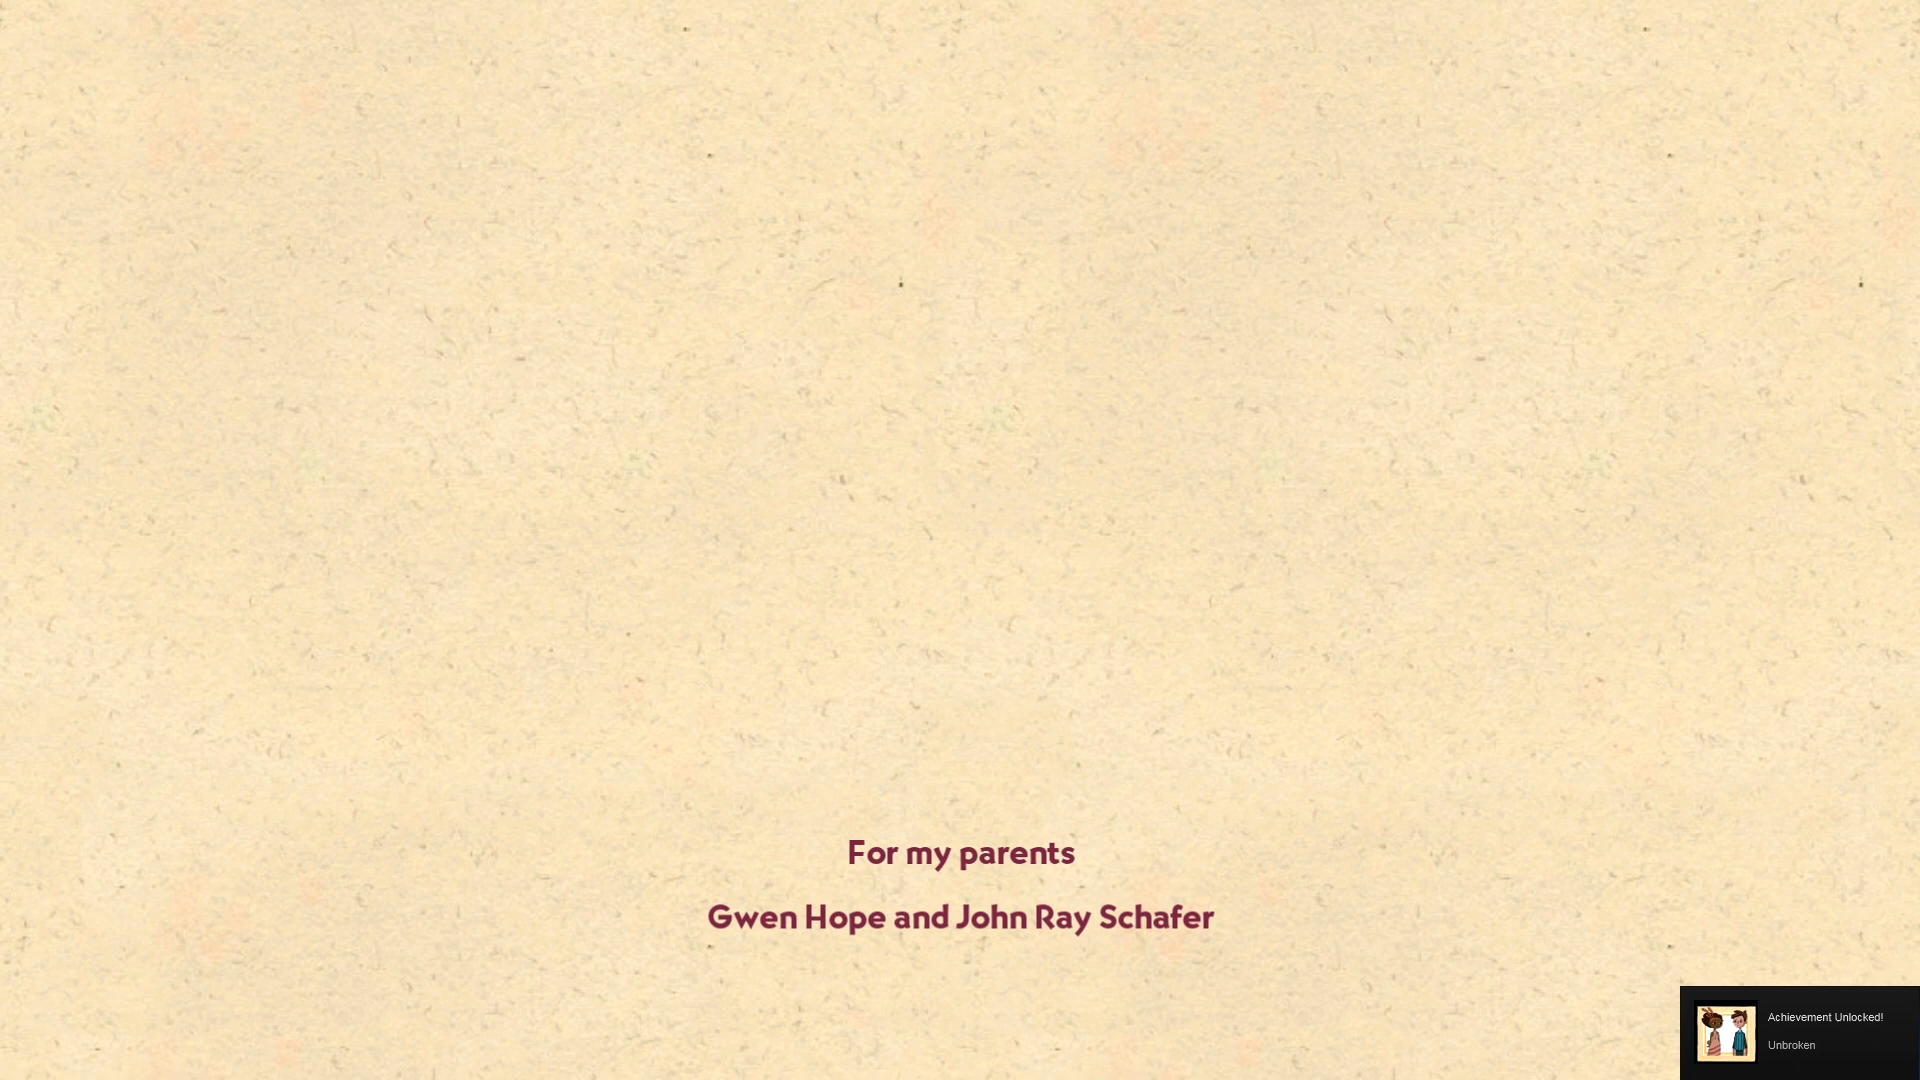 For my parents
Gwen Hope and John Ray Schafer
Achievement Unlocked!
Unbroken